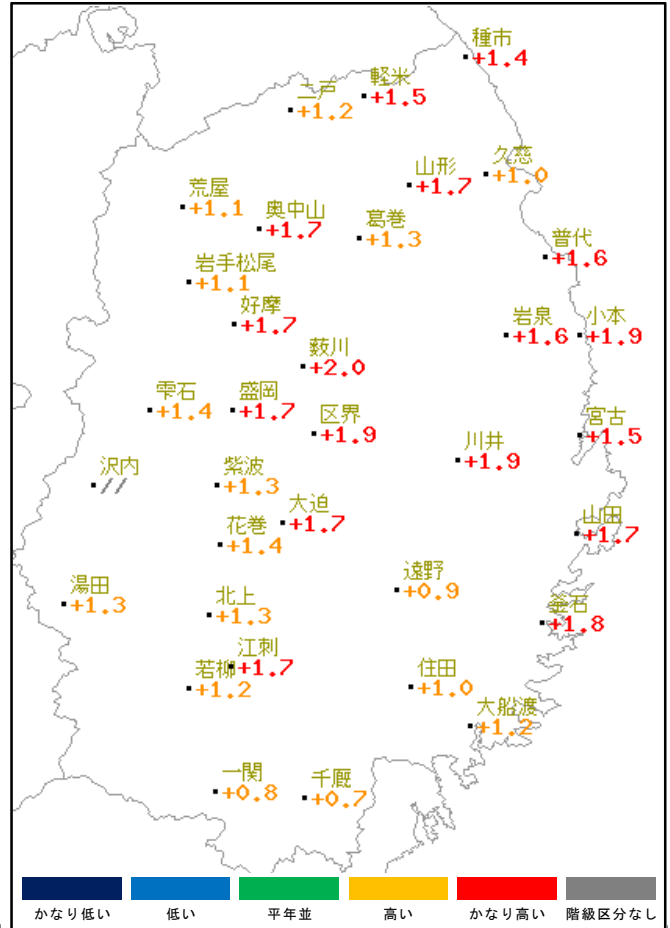 種市
+1.4
軽米
+1.5
二戸
+1.2
久慈
+1.0
山形
+1.7
荒屋
+1.1
奥中山
+1.7
葛巻
+1.3
普代
+1.6
岩手松尾
+1.1
好摩
+1.7
岩泉
+1.6
小本
+1.9
薮川
+2.0
雫石
+1.4
盛岡
+1.7
区界
+1.9
宮古
+1.5
川井
+1.9
沢内
//
紫波
+1.3
大迫
+1.7
花巻
+1.4
山田
+1.7
湯田
+1.3
北上
+1.3
遠野
+0.9
釜石
+1.8
江刺
+1.7
若柳
+1.2
住田
+1.0
大船渡
+1.2
一関
+0.8
千厩
+0.7
かなり低い 低い 平年並 高い かなり高い 階級区分なし